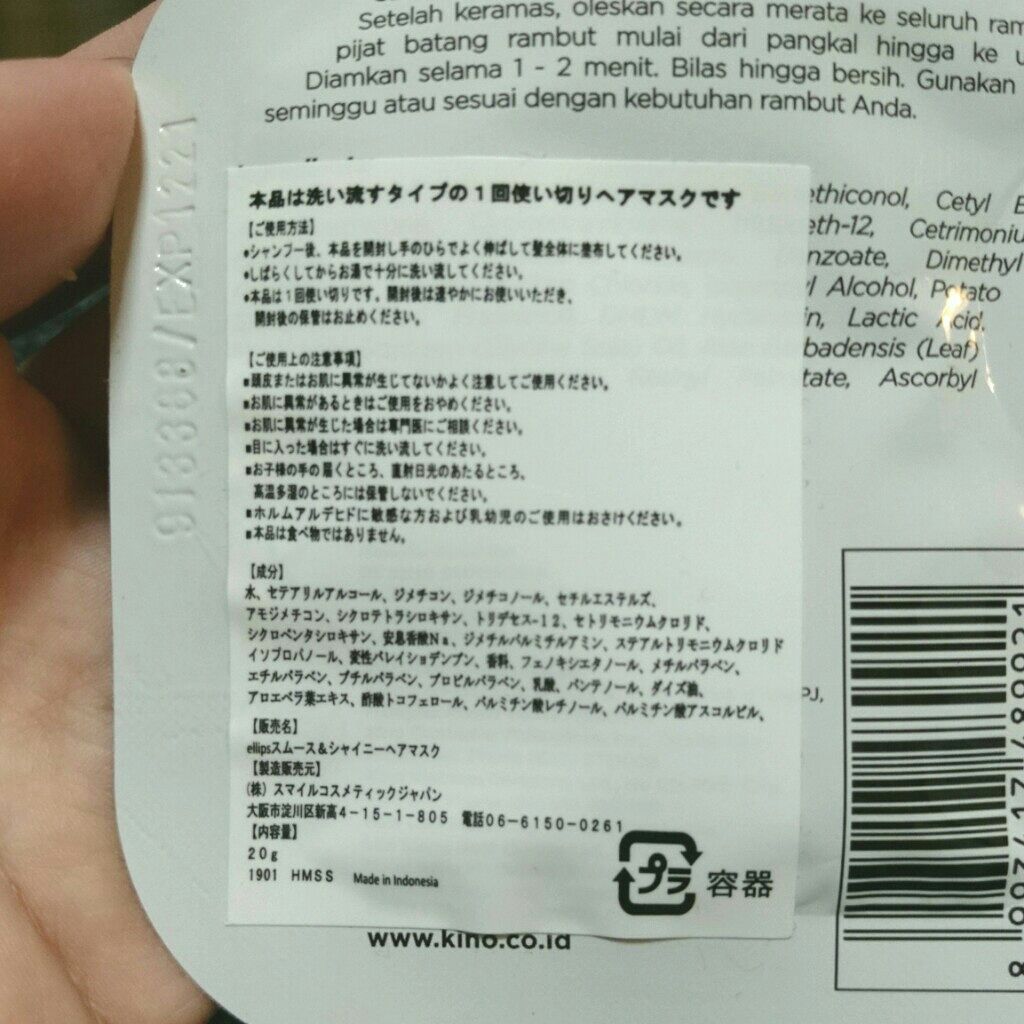 Setelah keramas, oleskan secara merata ke seluruh
pijat batang rambut mulai dari pangkal hingga ke
Diamkan selama 1 - 2 menit. Bilas hingga bersih. Gunakan
seminggu atau sesuai dengan kebutuhan rambut Anda.
913368/EXP1221
ethiconol, Cetyl
eth-12, Cetrimoniu
nzoate, Dimethyl
Alcohol, Potato
in, Lactic Acid,
badensis (Leaf)
tate, Ascorbyl
PJ,
本品は洗い流すタイプの1回使い切りヘアマスクです
【ご使用方法】
•シャンプー後、本品を開封し手のひらでよく伸ばして髪全体に塗布してください。
•しばらくしてからお湯で十分に洗い流してください。
•本品は1回使い切りです。開封後は速やかにお使いいただき、
開封後の保管はお止めください。
【ご使用上の注意事項】
■頭皮またはお肌に異常が生じてないかよく注意してご使用ください。
■お肌に異常があるときはご使用をおやめください。
■お肌に異常が生じた場合は専門医にご相談ください。
■目に入った場合はすぐに洗い流してください。
■お子様の手の届くところ、直射日光のあたるところ、
高温多湿のところには保管しないでください。
■ホルムアルデヒドに敏感な方および乳幼児のご使用はおさけください。
■本品は食べ物ではありません。
【成分】
水、セテアリルアルコール、ジメチコン、ジメチコノール、セチルエステルズ、
アモジメチコン、シクロテトラシロキサン、トリデセス-12、セトリモニウムクロリド、
シクロペンタシロキサン、安息香酸Na、ジメチルパルミチルアミン、ステアルトリモニウムクロリド
イソプロパノール、変性バレイショデンプン、香料、フェノキシエタノール、メチルパラベン、
エチルパラベン、ブチルパラベン、プロピルパラベン、乳酸、パンテノール、ダイズ油、
アロエベラ葉エキス、酢酸トコフェロール、パルミチン酸レチノール、パルミチン酸アスコルビル、
【販売名】
ellipsスムース＆シャイニーヘアマスク
【製造販売元】
(株) スマイルコスメティックジャパン
大阪市淀川区新高4-15-1-805 電話06-6150-0261
【内容量】
20g
1901 HMSS Made in Indonesia
プラ 容器
www.kino.co.id